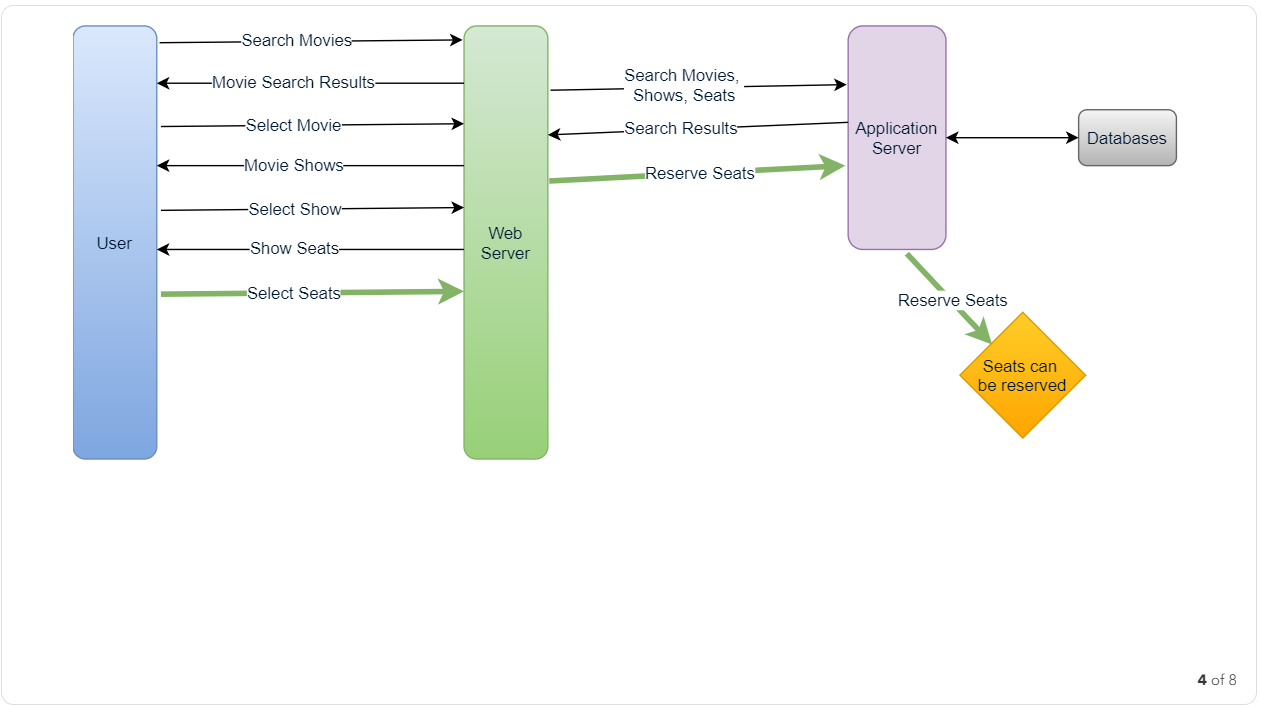 Search Movies
Movie Search Results
Select Movie
Movie Shows
Select Show
Show Seats
Select Seats
User
Web
Server
Search Movies,
Shows, Seats
Search Results
Reserve Seats
Application
Server
Databases
Reserve Seats
Seats can
be reserved
4 of 8